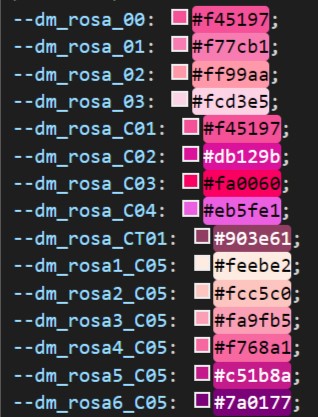 --dm_rosa_00: #f45197;
--dm_rosa_01: #f77cb1;
--dm_rosa_02: #ff99aa;
--dm_rosa_03: #fcd3e5;
--dm_rosa_C01: #f45197;
--dm_rosa_C02: #db129b;
--dm_rosa_C03: #fa0060;
--dm_rosa_C04: #eb5fe1;
--dm_rosa_CT01: #903e61;
--dm_rosa1_C05: #feebe2;
--dm_rosa2_C05: #fcc5c0;
--dm_rosa3_C05: #fa9fb5;
--dm_rosa4_C05: #f768a1;
--dm_rosa5_C05: #c51b8a;
--dm_rosa6_C05: #7a0177;